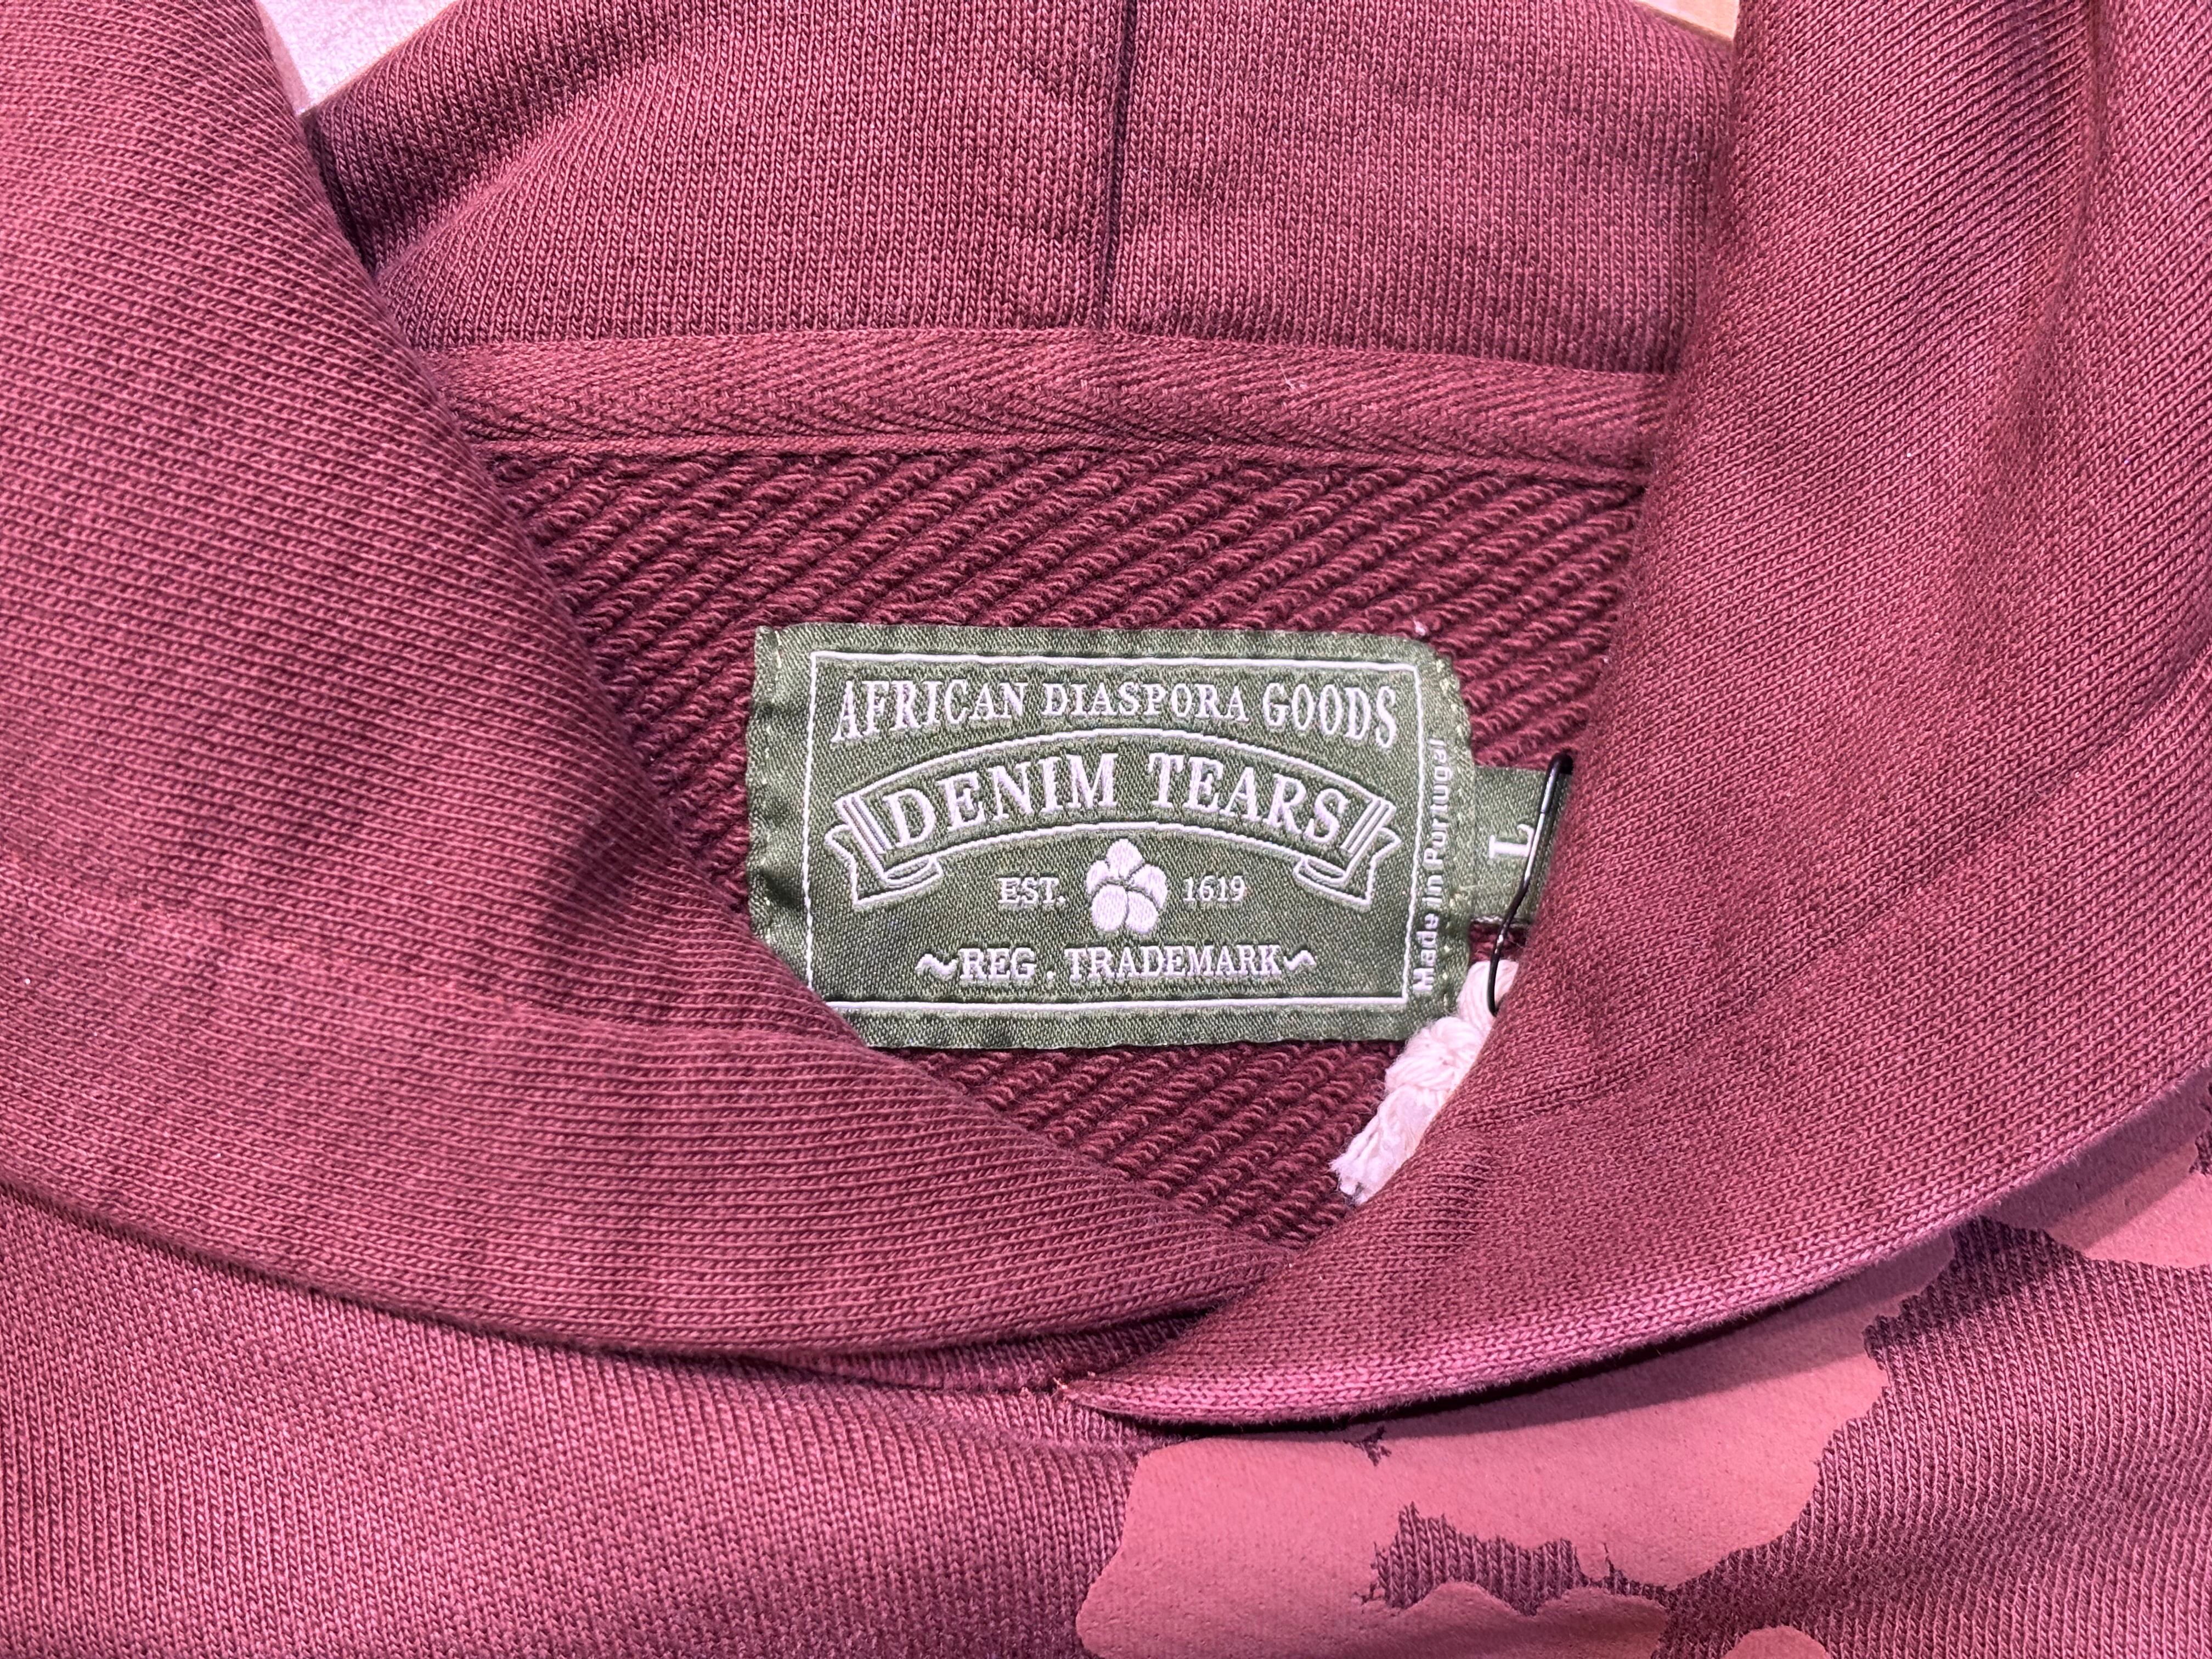 AFRICAN DIASPORA GOODS
DENIM TEARS
EST. 1619
~REG . TRADEMARK~
Made in Portugal
L